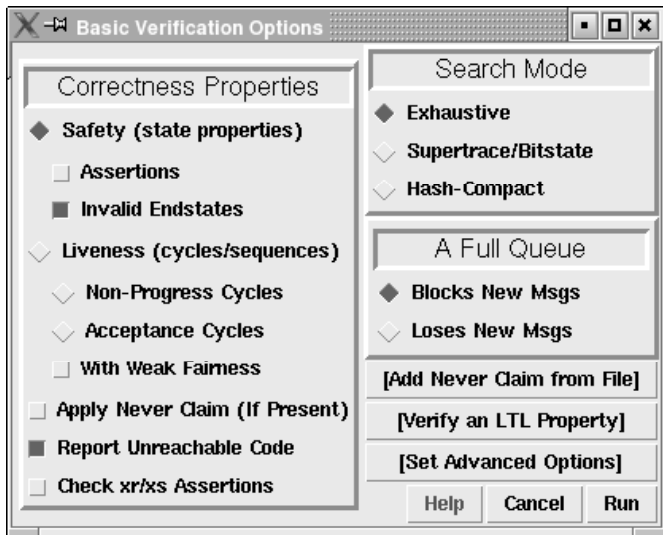 Basic Verification Options
Correctness Properties
Safety (state properties)
Assertions
Invalid Endstates
Liveness (cycles/sequences)
Non-Progress Cycles
Acceptance Cycles
With Weak Fairness
Apply Never Claim (If Present)
Report Unreachable Code
Check xr/xs Assertions
Search Mode
Exhaustive
Supertrace/Bitstate
Hash-Compact
A Full Queue
Blocks New Msgs
Loses New Msgs
[Add Never Claim from File]
[Verify an LTL Property]
[Set Advanced Options]
Help Cancel Run